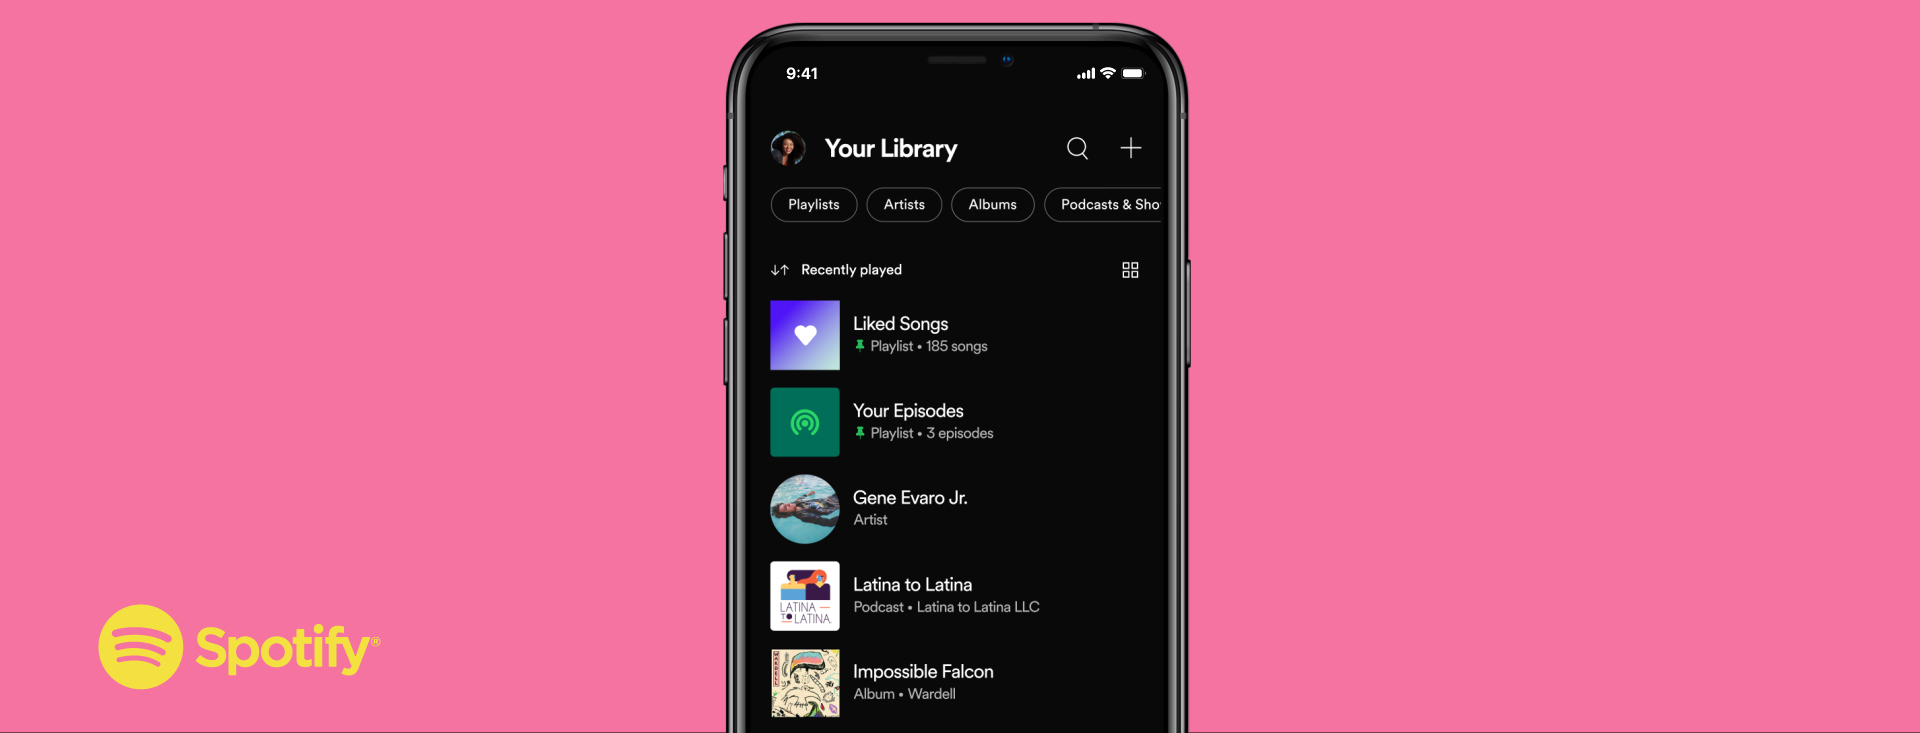 9:41
Your Library
Playlists
Artists
Albums
Podcasts & Sho
Recently played
Liked Songs
Playlist • 185 songs
Your Episodes
Playlist • 3 episodes
Gene Evaro Jr.
Artist
LATINA —
TO LATINA.
Latina to Latina
Podcast • Latina to Latina LLC
WARDELL
Impossible Falcon
Album • Wardell
Spotify®